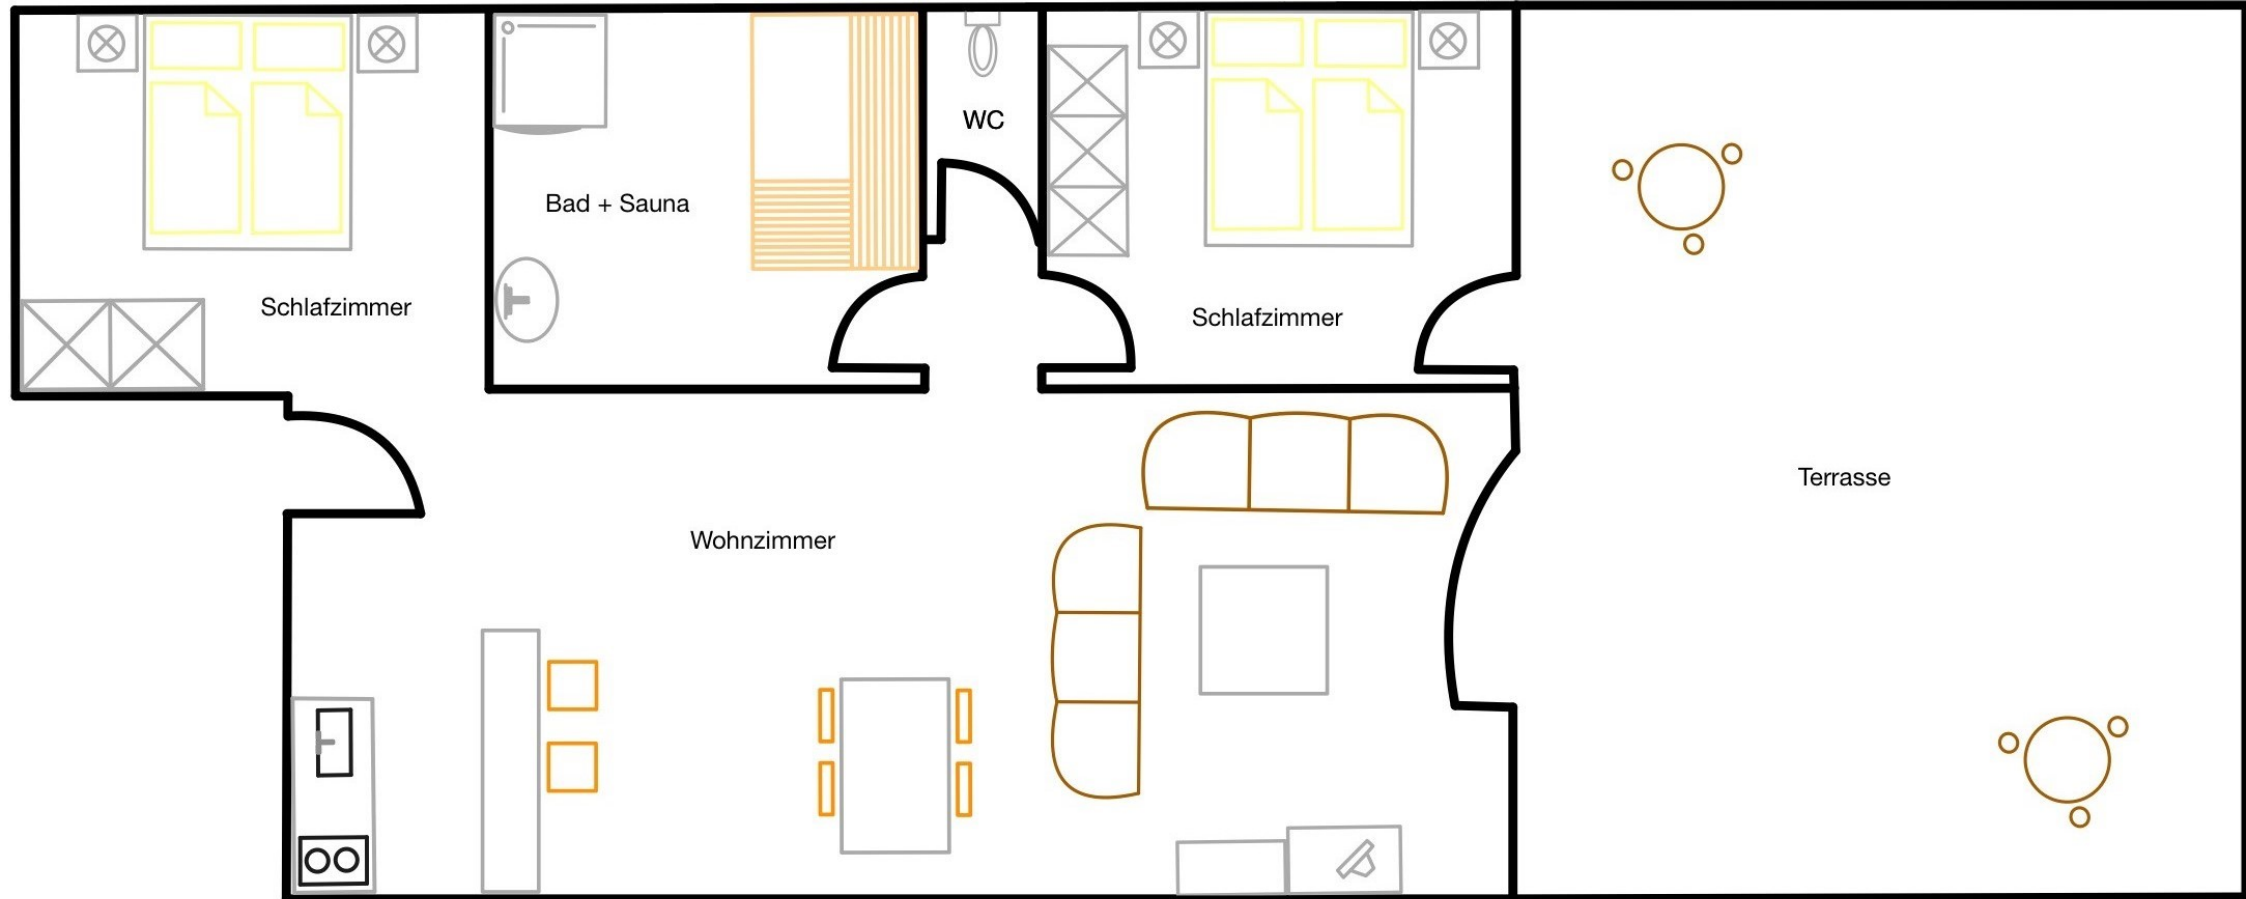 WC
Bad + Sauna
Schlafzimmer
Schlafzimmer
Terrasse
Wohnzimmer